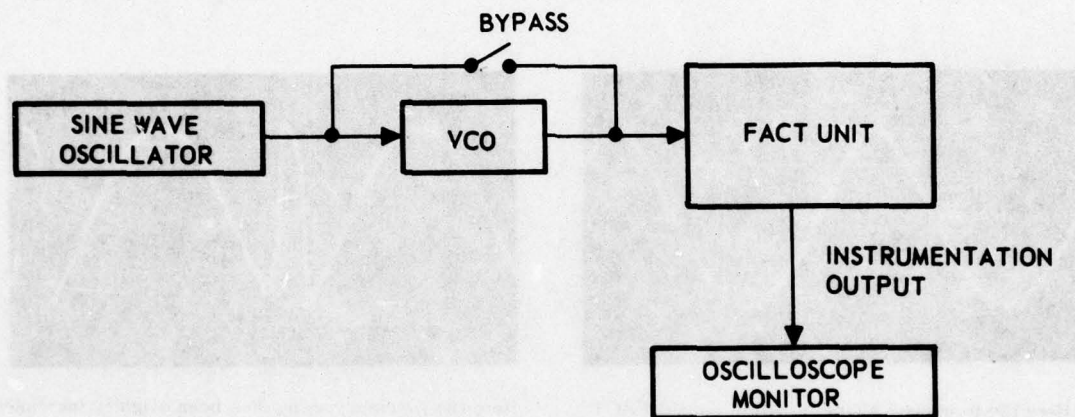 BYPASS
SINE WAVE
OSCILLATOR
VCO
FACT UNIT
INSTRUMENTATION
OUTPUT
OSCILLOSCOPE
MONITOR